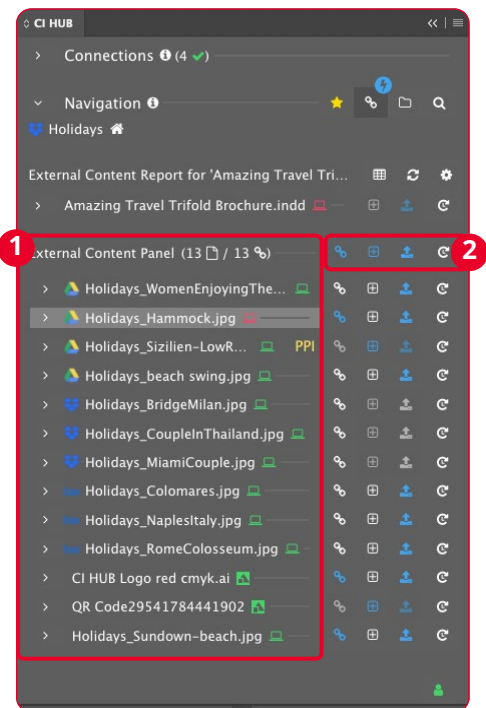 CI HUB
Connections (4 ✓)
Navigation
Holidays
External Content Report for 'Amazing Travel Tri...
Amazing Travel Trifold Brochure.indd
1
External Content Panel (13 / 13)
2
Holidays_WomenEnjoyingThe...
Holidays_Hammock.jpg
Holidays_Sizilien-LowR... PPI
Holidays_beach swing.jpg
Holidays_BridgeMilan.jpg
Holidays_CoupleInThailand.jpg
Holidays_MiamiCouple.jpg
Holidays_Colomares.jpg
Holidays_NaplesItaly.jpg
Holidays_RomeColosseum.jpg
CI HUB Logo red cmyk.ai
QR Code29541784441902
Holidays_Sundown-beach.jpg